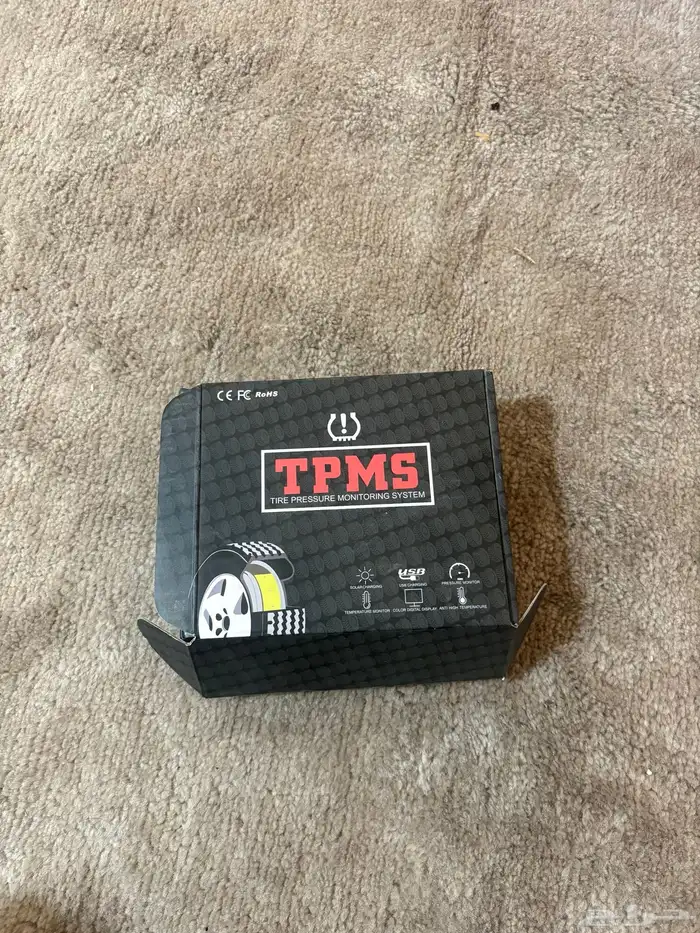 CE FC RoHS
TPMS
TIRE PRESSURE MONITORING SYSTEM
SOLAR CHARGING
USB
USB CHARGING
PRESSURE MONITOR
TEMPERATURE MONITOR
COLOR DIGITAL DISPLAY
ANTI HIGH TEMPERATURE
حراج